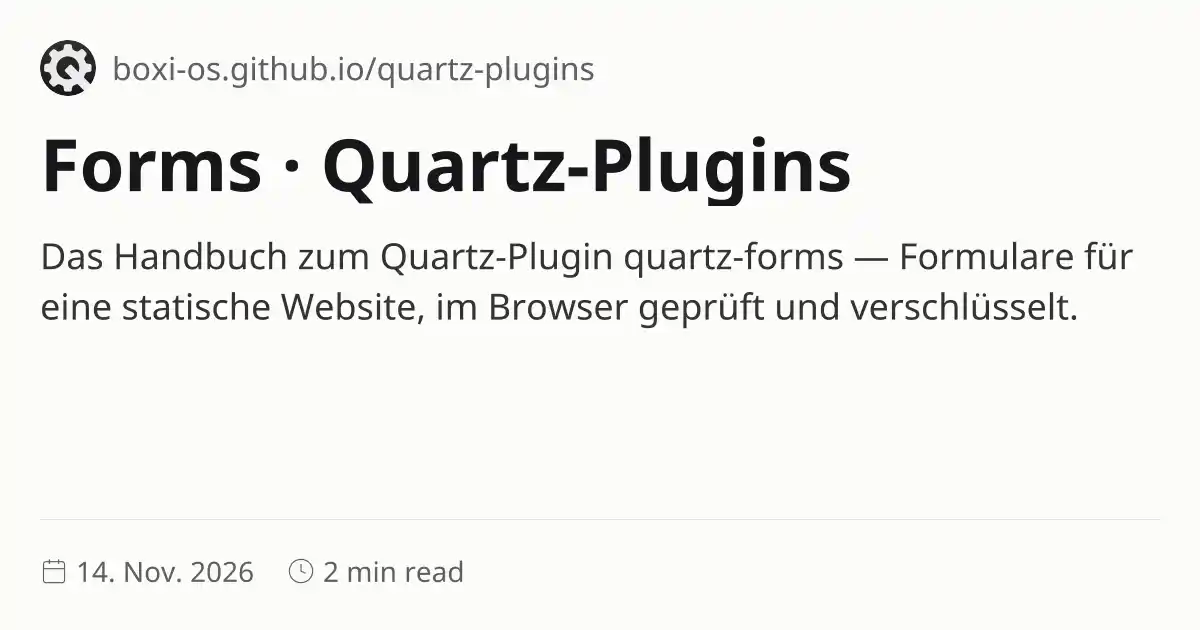 boxi-os.github.io/quartz-plugins
Forms · Quartz-Plugins
Das Handbuch zum Quartz-Plugin quartz-forms — Formulare für
eine statische Website, im Browser geprüft und verschlüsselt.
14. Nov. 2026 2 min read